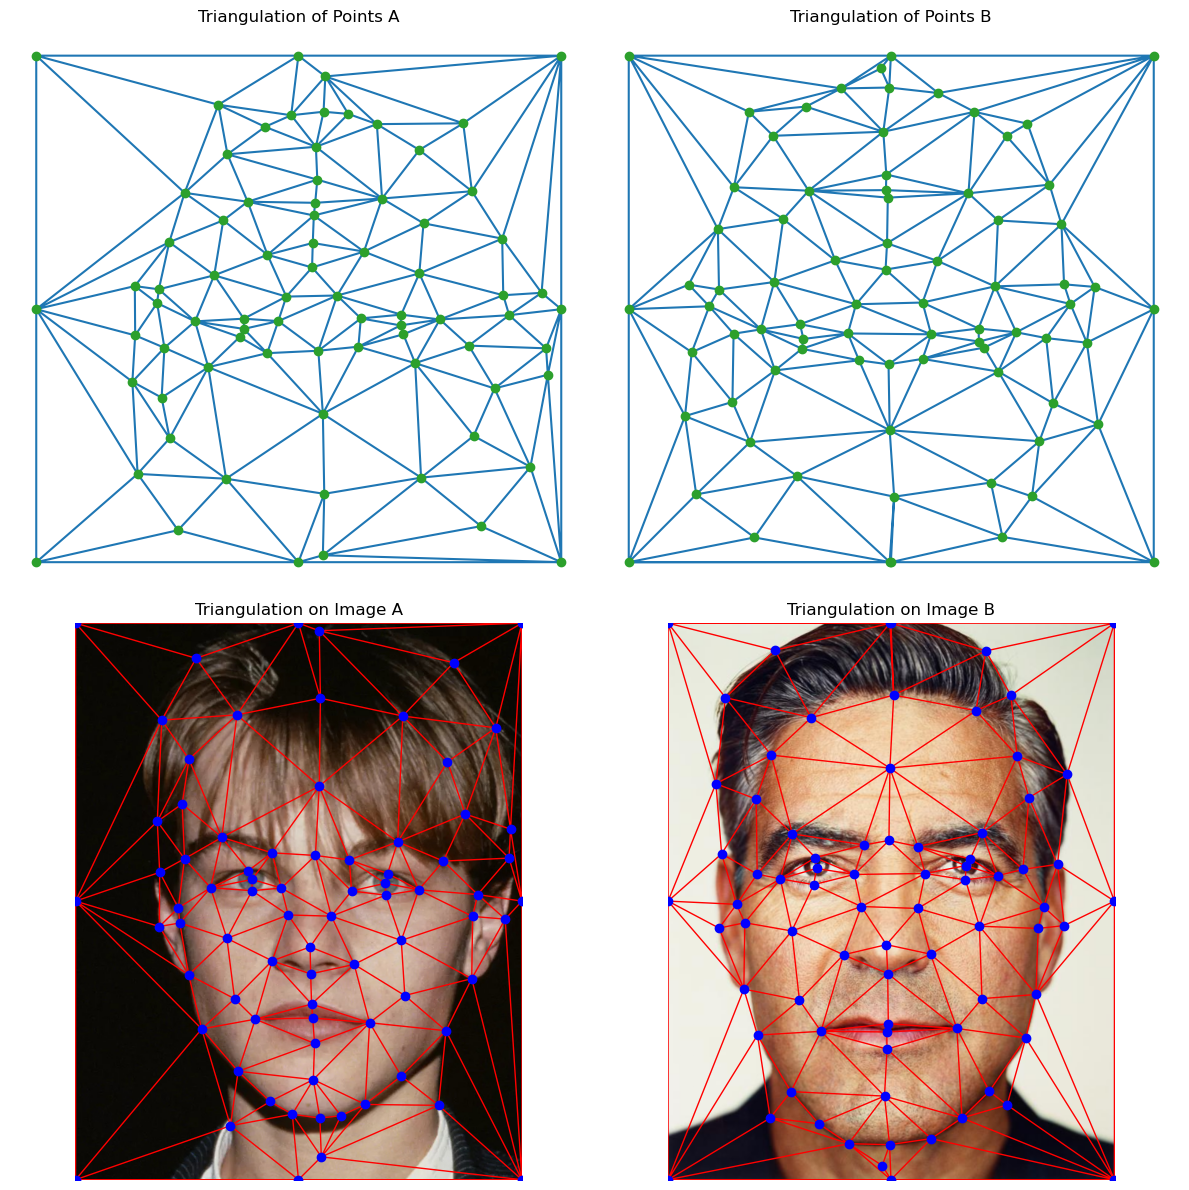 Triangulation of Points A
Triangulation of Points B
Triangulation on Image A
Triangulation on Image B